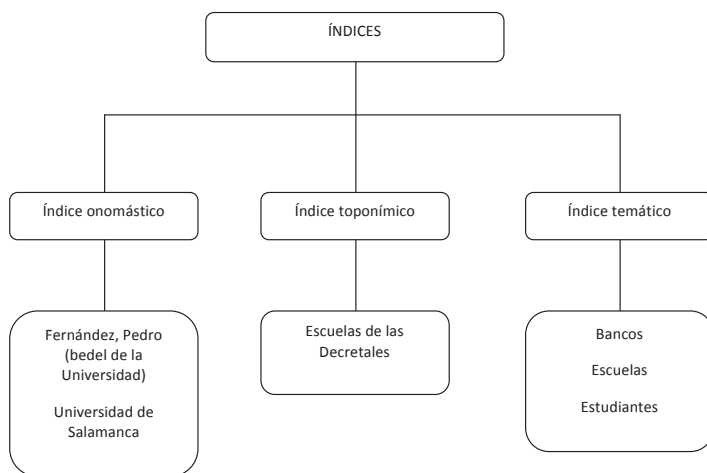 ÍNDICES
Índice onomástico
Índice toponímico
Índice temático
Fernández, Pedro
(bedel de la
Universidad)
Universidad de
Salamanca
Escuelas de las
Decretales
Bancos
Escuelas
Estudiantes